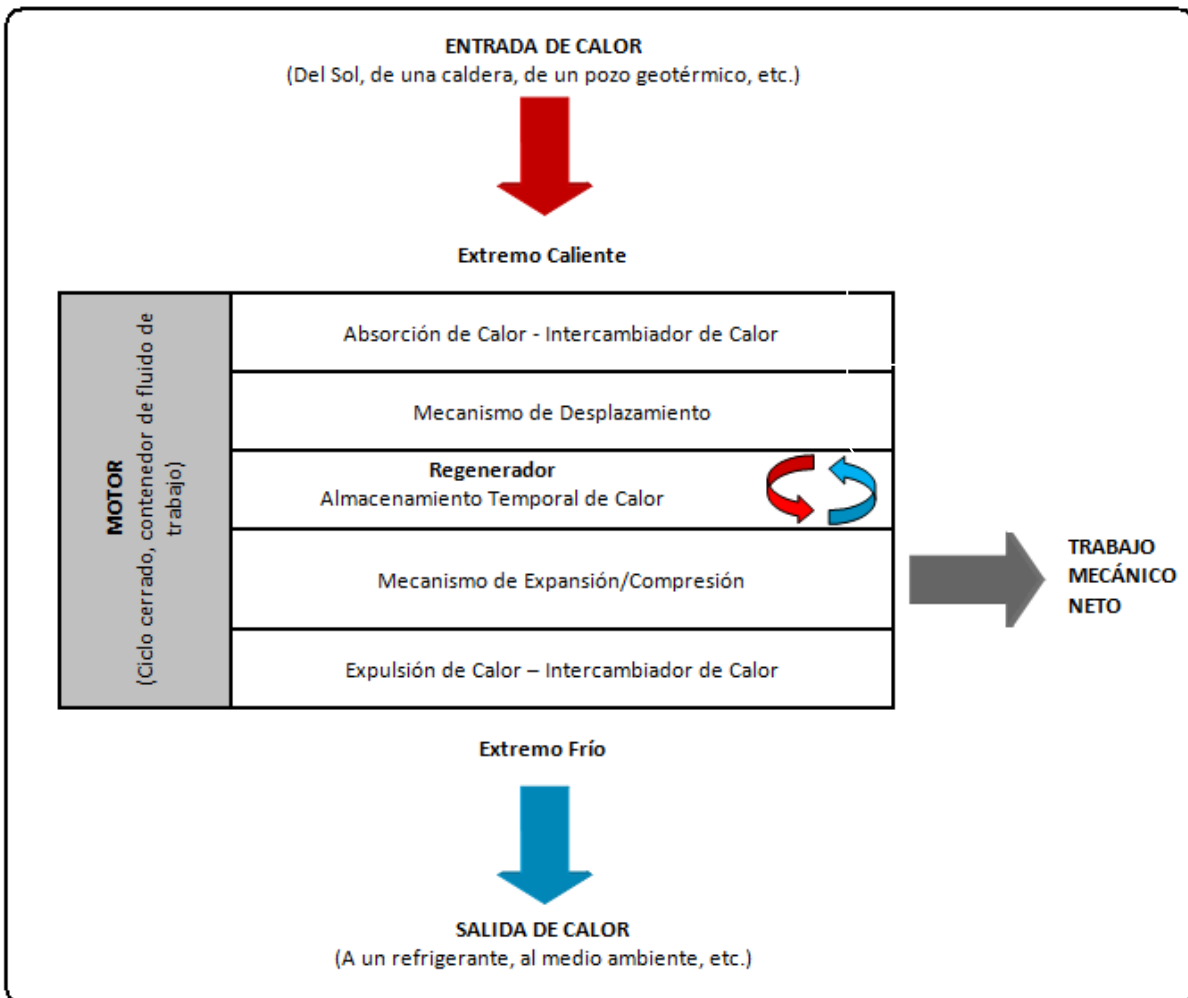 ENTRADA DE CALOR
(Del Sol, de una caldera, de un pozo geotérmico, etc.)
Extremo Caliente
MOTOR
(Ciclo cerrado, contenedor de fluido de
trabajo)
Absorción de Calor - Intercambiador de Calor
Mecanismo de Desplazamiento
Regenerador
Almacenamiento Temporal de Calor
Mecanismo de Expansión/Compresión
Expulsión de Calor – Intercambiador de Calor
TRABAJO
MECÁNICO
NETO
Extremo Frío
SALIDA DE CALOR
(A un refrigerante, al medio ambiente, etc.)